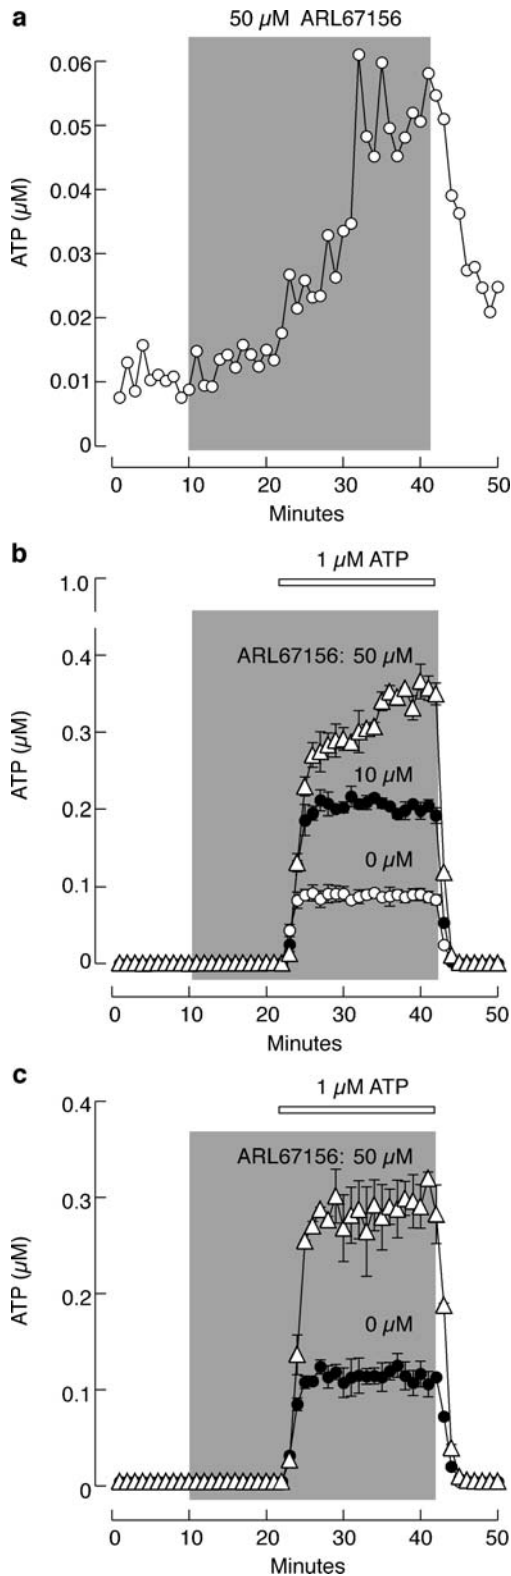 a
50 µM ARL67156
0.06
0.05
0.04
0.03
0.02
0.01
0
ATP (µM)
0 10 20 30 40 50
Minutes
b
1 µM ATP
1.0
ARL67156: 50 µM
0.4
0.3
10 µM
0.2
0 µM
0.1
0
ATP (µM)
0 10 20 30 40 50
Minutes
c
1 µM ATP
0.4
ARL67156: 50 µM
0.3
0.2
0 µM
0.1
0
ATP (µM)
0 10 20 30 40 50
Minutes